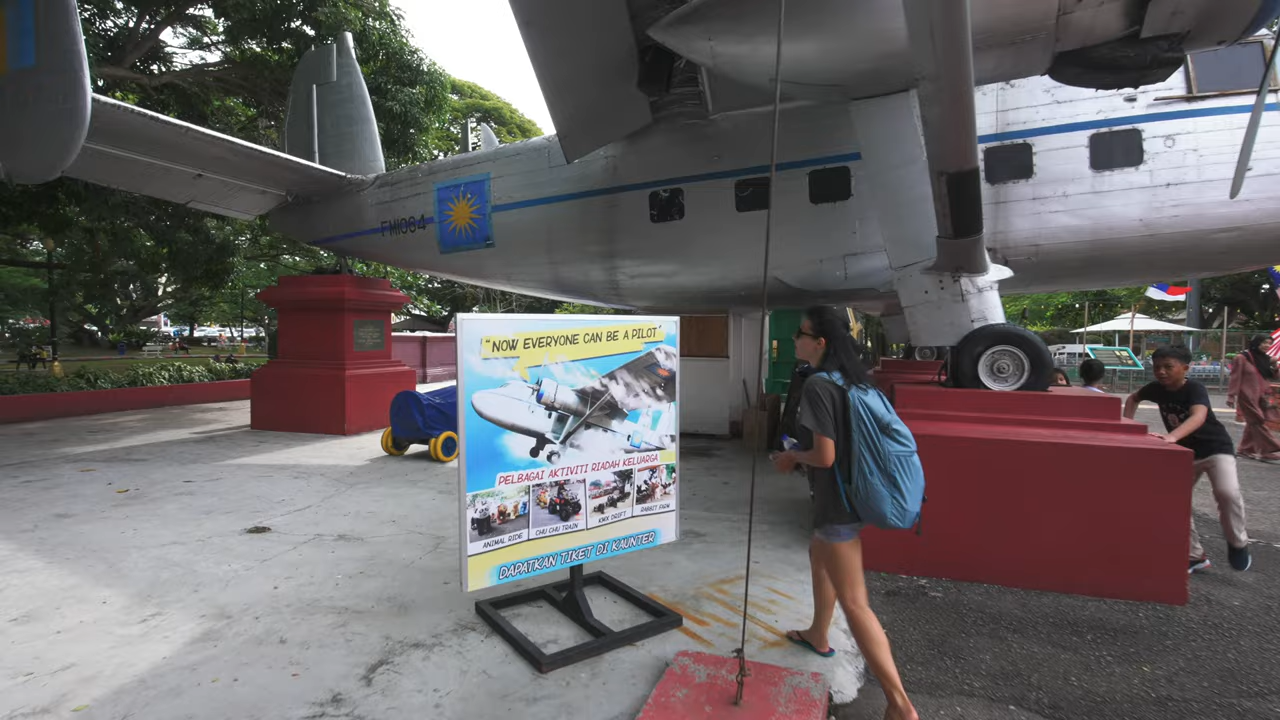 FM1064
"NOW EVERYONE CAN BE A PILOT"
PELBAGAI AKTIVITI RIADAH KELUARGA
ANIMAL RIDE
CHU CHU TRAIN
KMX DRIFT
RABBIT FARM
DAPATKAN TIKET DI KAUNTER